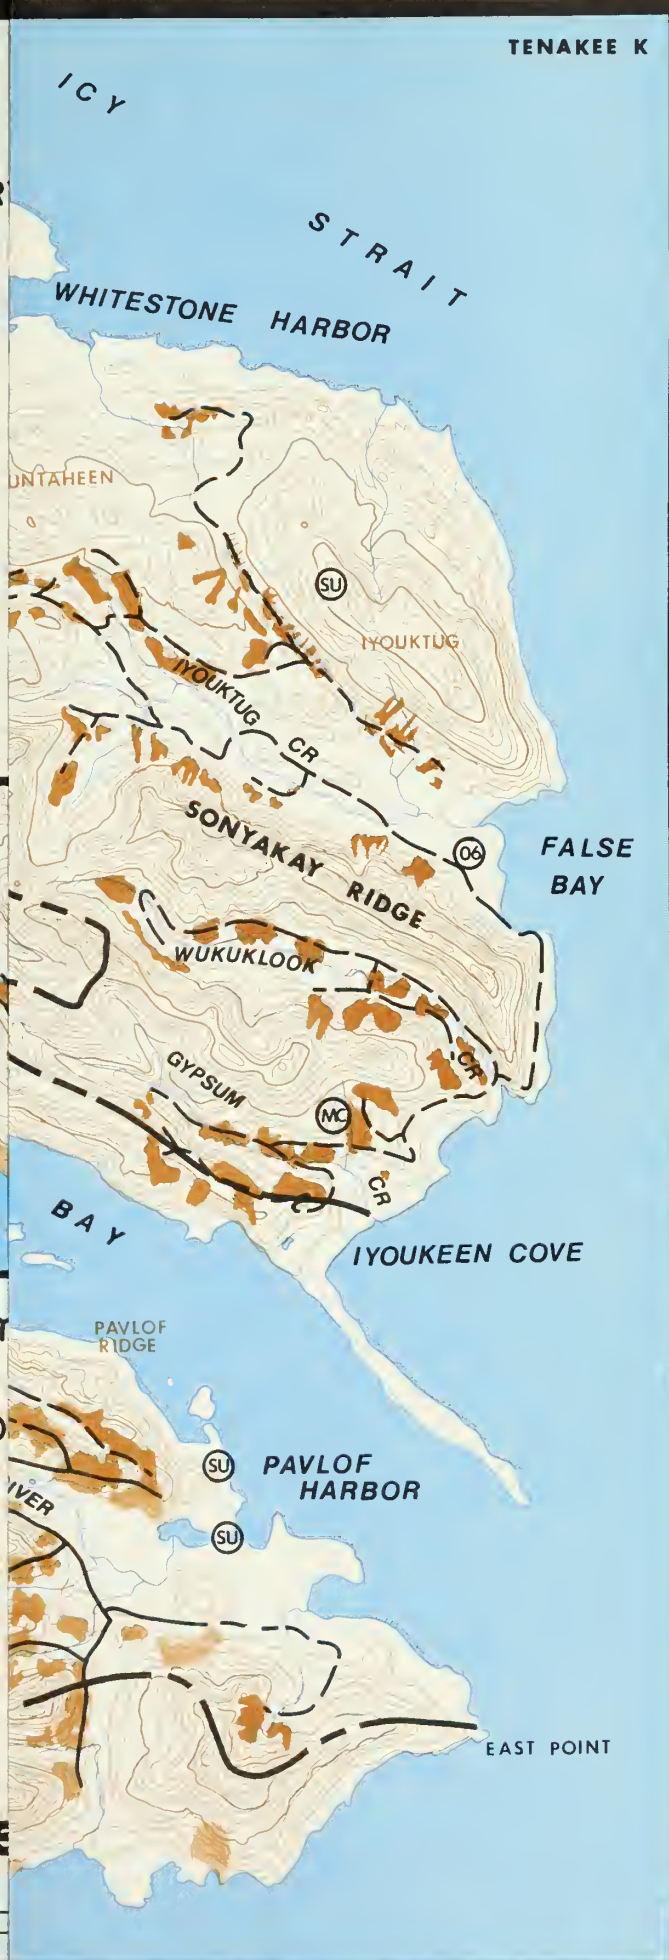 TENAKEE K
ICY
STRAIT
WHITESTONE HARBOR
UNTAHEEN
SU
IYOUKTUG
IYOUKTUG CR
SONYAKAY RIDGE
06
FALSE
BAY
WUKUKLOOK
CR
GYPSUM
MC
CR
BAY
IYOUKEEN COVE
PAVLOF
RIDGE
SU
PAVLOF
HARBOR
IVER
SU
EAST POINT